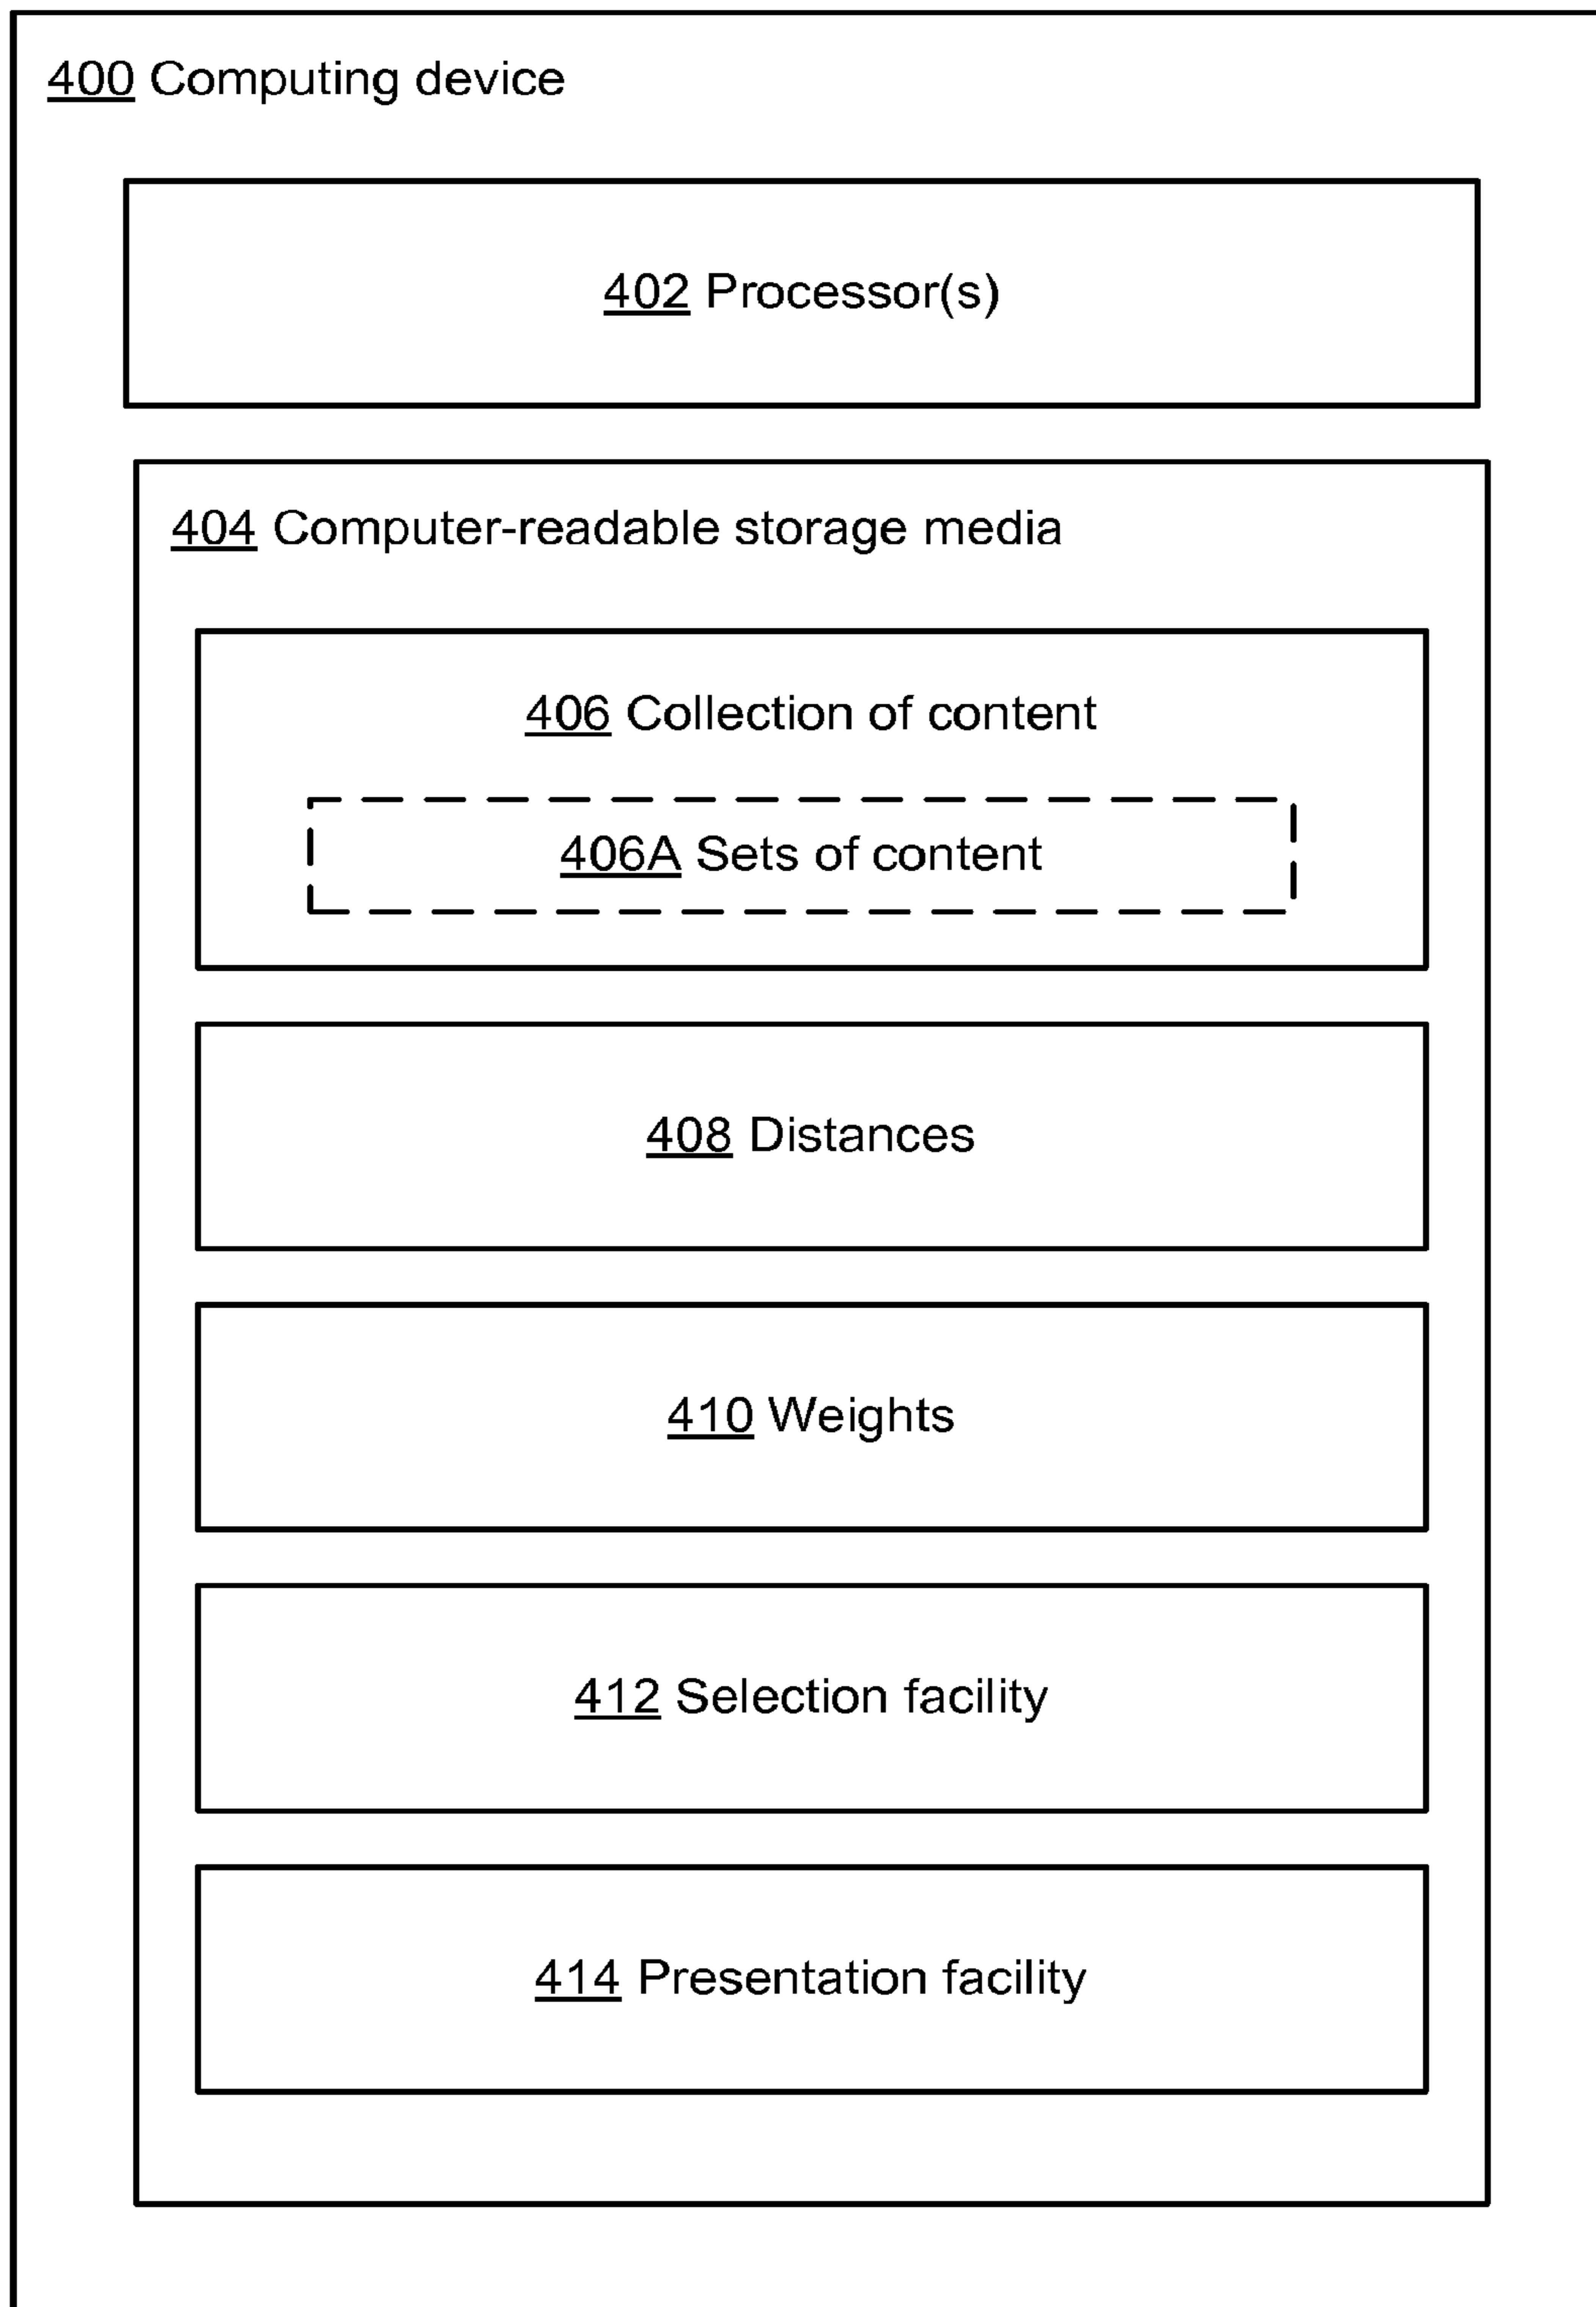 400 Computing device
402 Processor(s)
404 Computer-readable storage media
406 Collection of content
406A Sets of content
408 Distances
410 Weights
412 Selection facility
414 Presentation facility